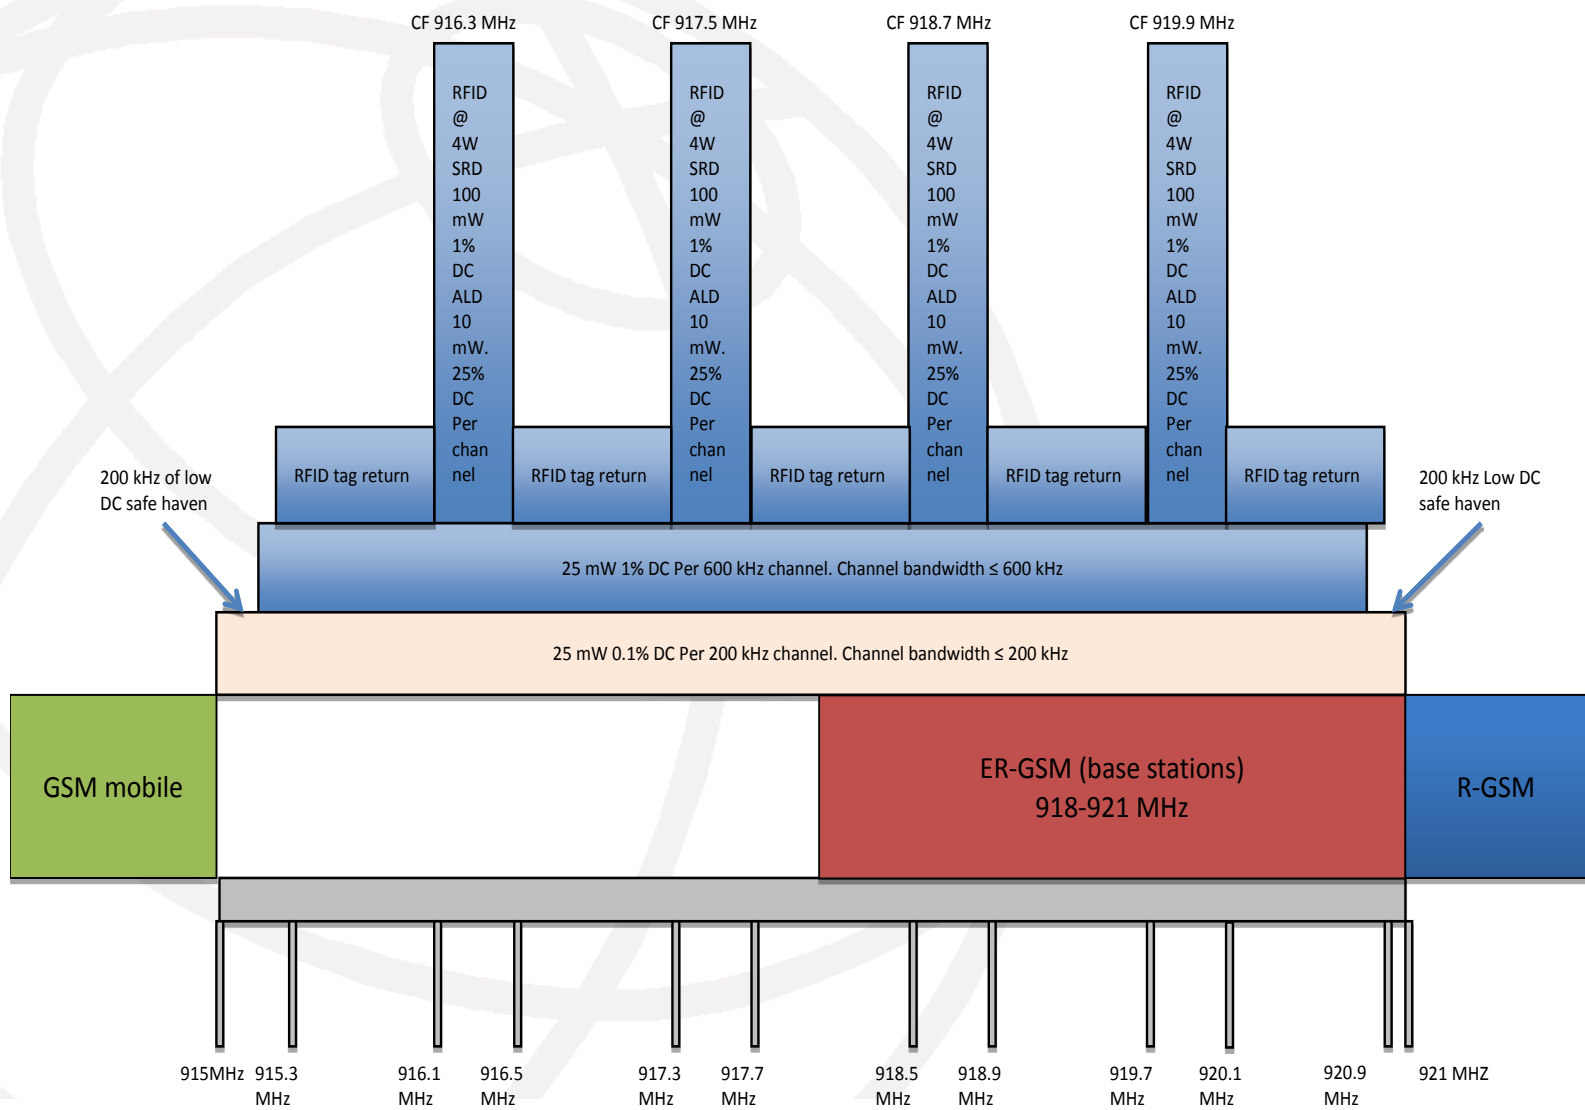 CF 916.3 MHz
CF 917.5 MHz
CF 918.7 MHz
CF 919.9 MHz
RFID
@
4W
SRD
100
mW
1%
DC
ALD
10
mW.
25%
DC
Per
chan
nel
RFID
@
4W
SRD
100
mW
1%
DC
ALD
10
mW.
25%
DC
Per
chan
nel
RFID
@
4W
SRD
100
mW
1%
DC
ALD
10
mW.
25%
DC
Per
chan
nel
RFID
@
4W
SRD
100
mW
1%
DC
ALD
10
mW.
25%
DC
Per
chan
nel
200 kHz of low
DC safe haven
RFID tag return
RFID tag return
RFID tag return
RFID tag return
RFID tag return
200 kHz Low DC
safe haven
25 mW 1% DC Per 600 kHz channel. Channel bandwidth ≤ 600 kHz
25 mW 0.1% DC Per 200 kHz channel. Channel bandwidth ≤ 200 kHz
GSM mobile
ER-GSM (base stations)
918-921 MHz
R-GSM
915MHz
915.3
MHz
916.1
MHz
916.5
MHz
917.3
MHz
917.7
MHz
918.5
MHz
918.9
MHz
919.7
MHz
920.1
MHz
920.9
MHz
921 MHZ